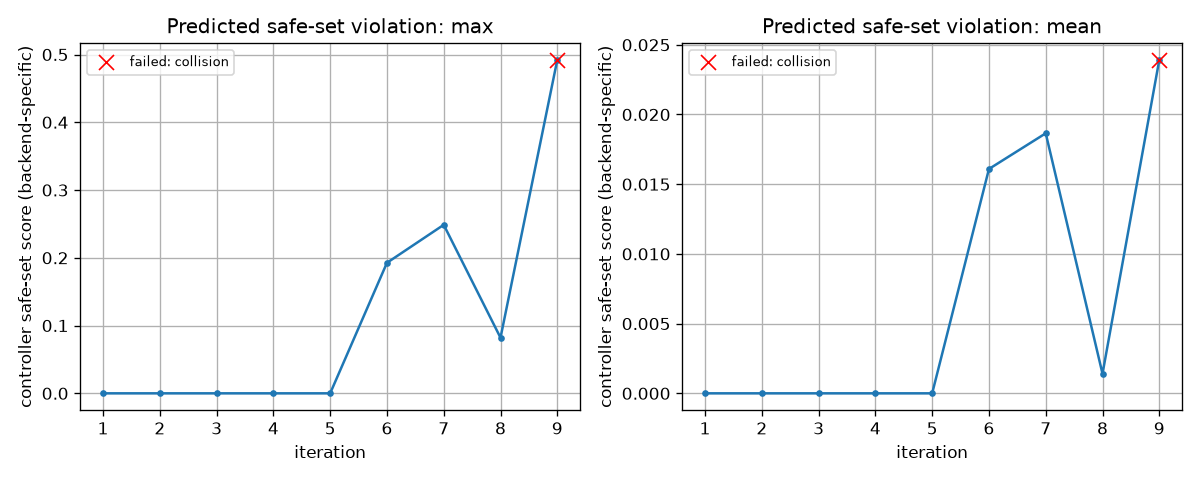 Predicted safe-set violation: max
controller safe-set score (backend-specific)
failed: collision
0.5
0.4
0.3
0.2
0.1
0.0
1 2 3 4 5 6 7 8 9
iteration
Predicted safe-set violation: mean
controller safe-set score (backend-specific)
failed: collision
0.025
0.020
0.015
0.010
0.005
0.000
1 2 3 4 5 6 7 8 9
iteration